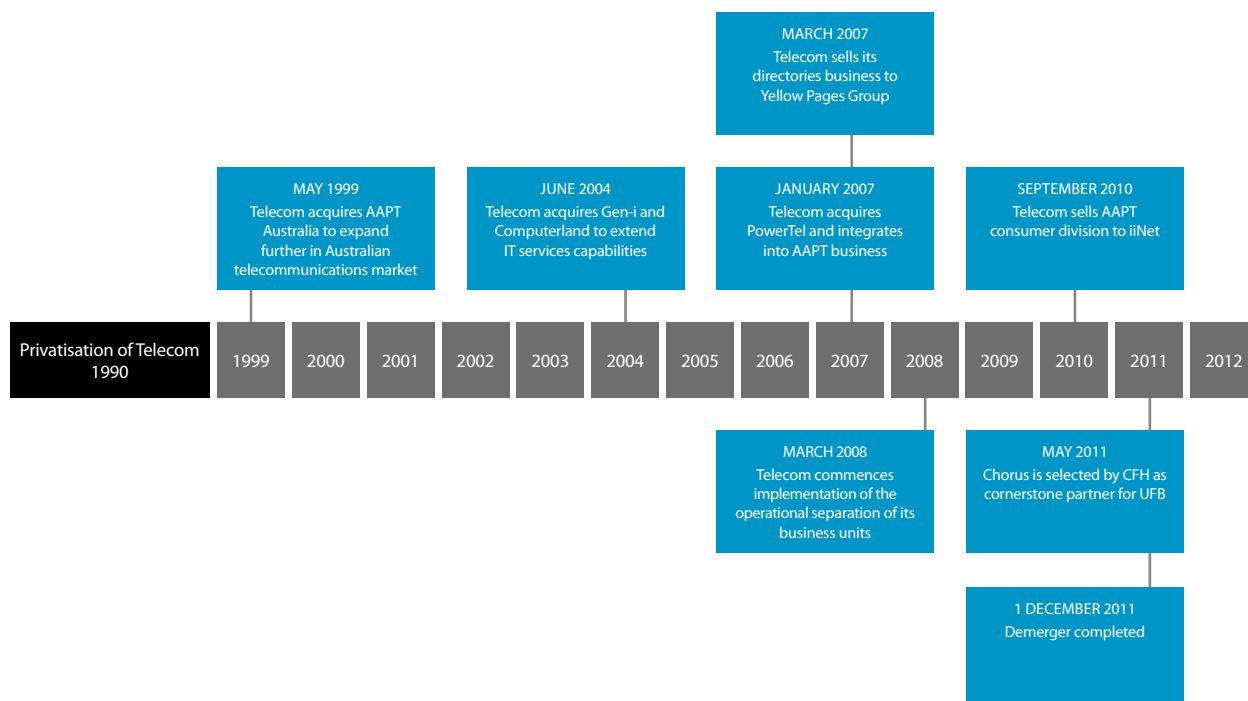 MARCH 2007
Telecom sells its
directories business to
Yellow Pages Group
MAY 1999
Telecom acquires AAPT
Australia to expand
further in Australian
telecommunications market
JUNE 2004
Telecom acquires Gen-i and
Computerland to extend
IT services capabilities
JANUARY 2007
Telecom acquires
PowerTel and integrates
into AAPT business
SEPTEMBER 2010
Telecom sells AAPT
consumer division to iiNet
Privatisation of Telecom
1990
1999 2000 2001 2002 2003 2004 2005 2006 2007 2008 2009 2010 2011 2012
MARCH 2008
Telecom commences
implementation of the
operational separation of its
business units
MAY 2011
Chorus is selected by CFH as
cornerstone partner for UFB
1 DECEMBER 2011
Demerger completed